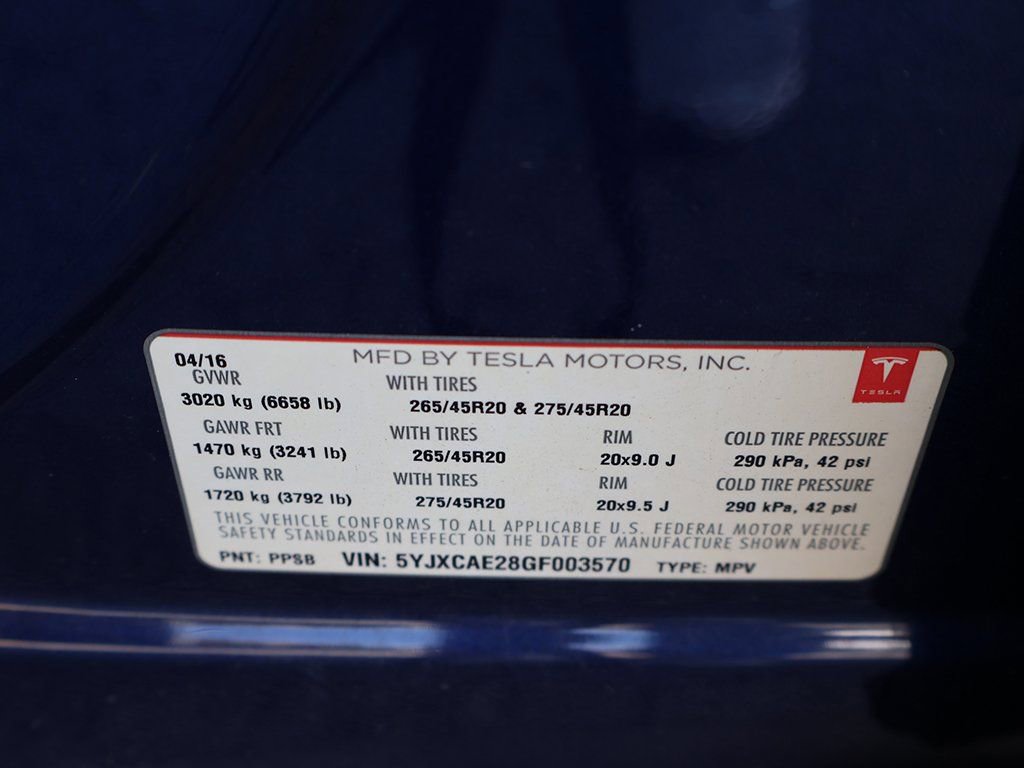 04/16 MFD BY TESLA MOTORS, INC.
TESLA
GVWR WITH TIRES
3020 kg (6658 lb) 265/45R20 & 275/45R20
GAWR FRT WITH TIRES RIM COLD TIRE PRESSURE
1470 kg (3241 lb) 265/45R20 20x9.0 J 290 kPa, 42 psi
GAWR RR WITH TIRES RIM COLD TIRE PRESSURE
1720 kg (3792 lb) 275/45R20 20x9.5 J 290 kPa, 42 psi
THIS VEHICLE CONFORMS TO ALL APPLICABLE U.S. FEDERAL MOTOR VEHICLE
SAFETY STANDARDS IN EFFECT ON THE DATE OF MANUFACTURE SHOWN ABOVE.
PNT: PPSB VIN: 5YJXCAE28GF003570 TYPE: MPV